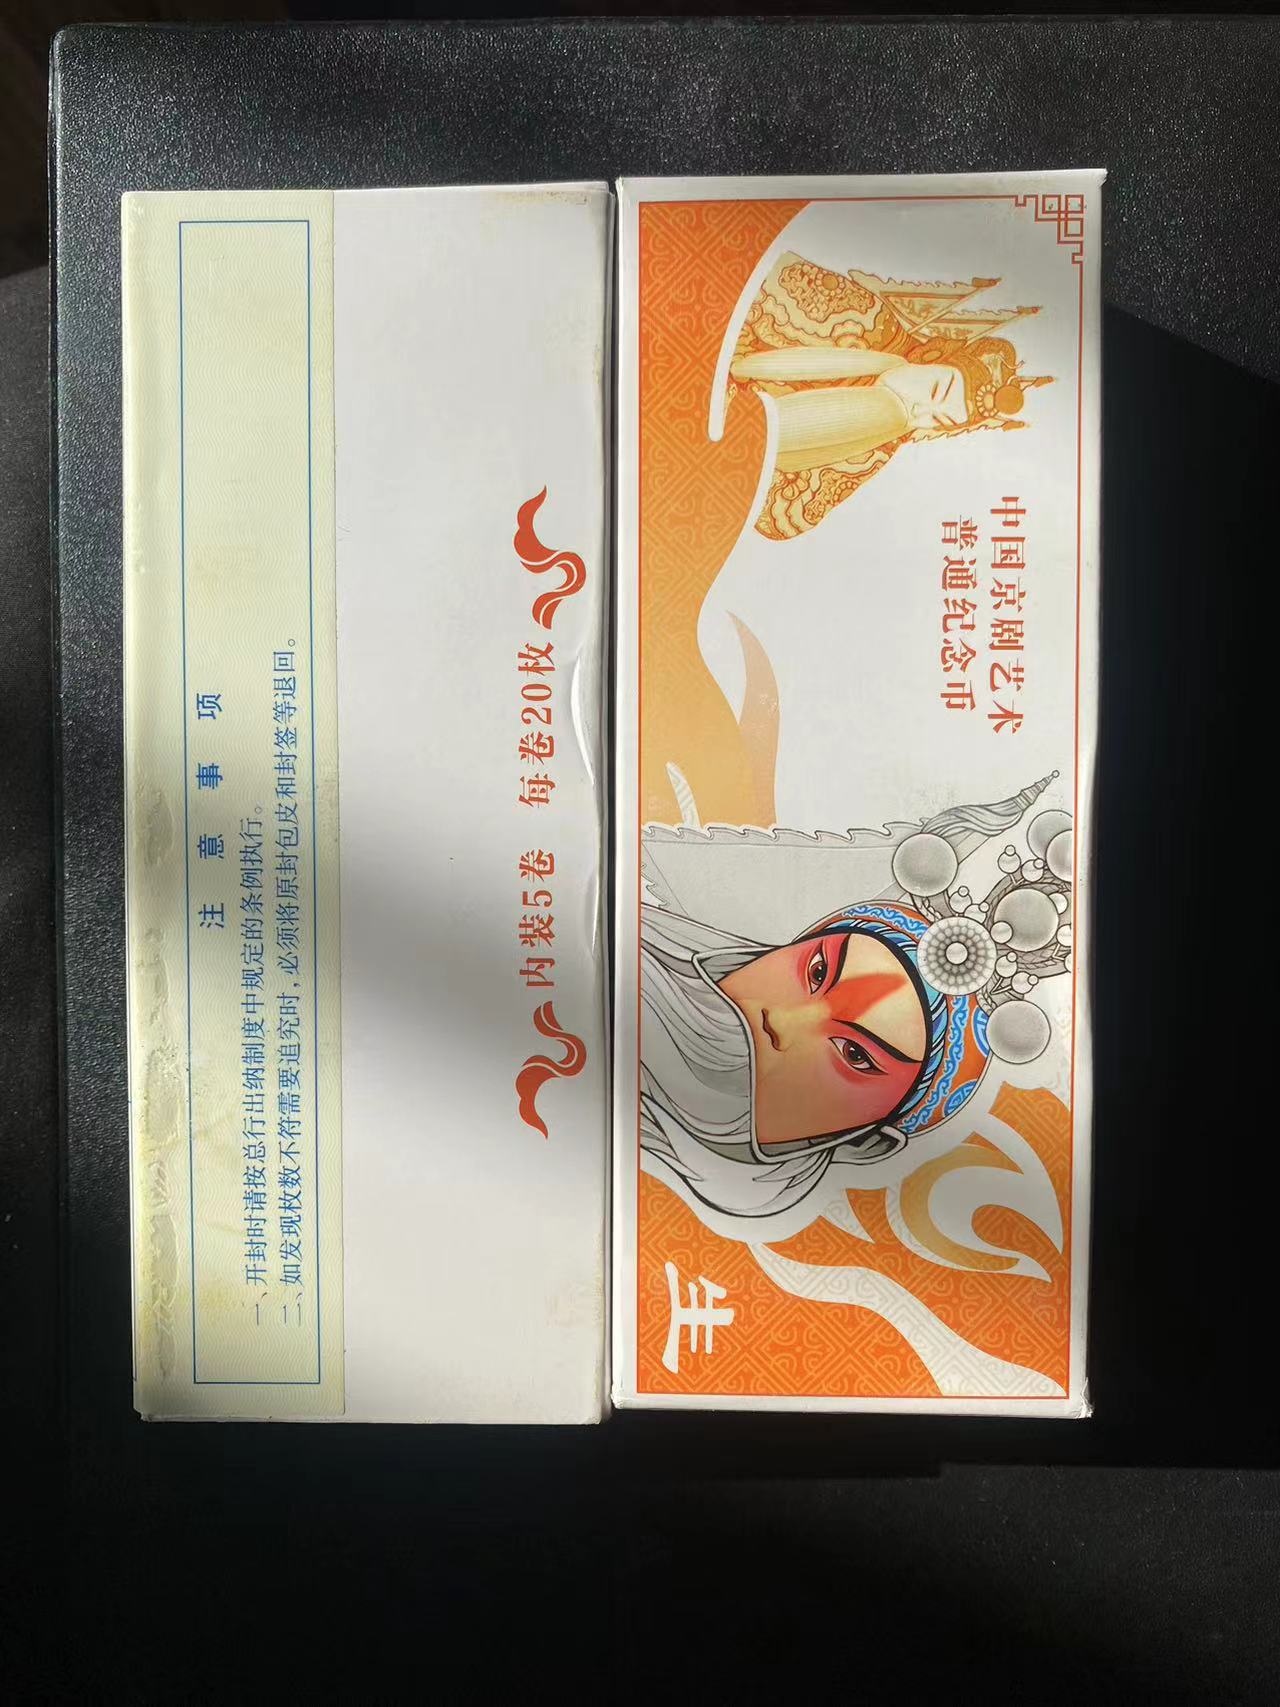 注意事项
一、开封时请按总行出纳制度中规定的条例执行。
二、如发现枚数不符需要追究时，必须将原封包皮和封签等退回。
内装5卷 每卷20枚
中国京剧艺术
普通纪念币
生